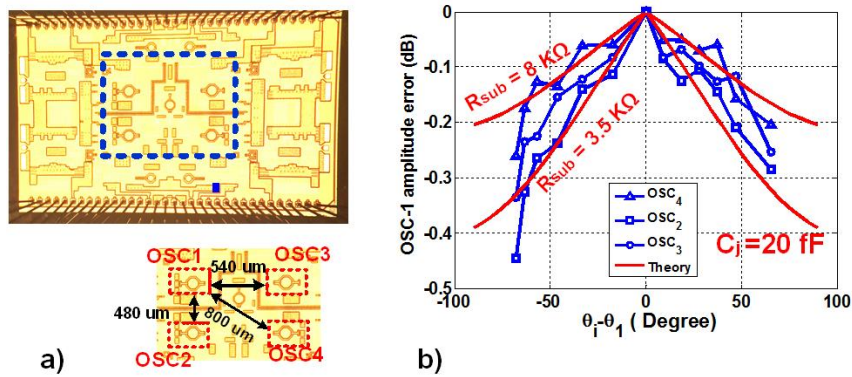 OSC1
OSC3
540 um
480 um
800 um
OSC2
OSC4
a)
OSC-1 amplitude error (dB)
0
-0.1
-0.2
-0.3
-0.4
-0.5
Rsub = 8 KΩ
Rsub = 3.5 KΩ
OSC4
OSC2
OSC3
Theory
Cj=20 fF
-100
-50
0
50
100
θi-θ1 ( Degree)
b)